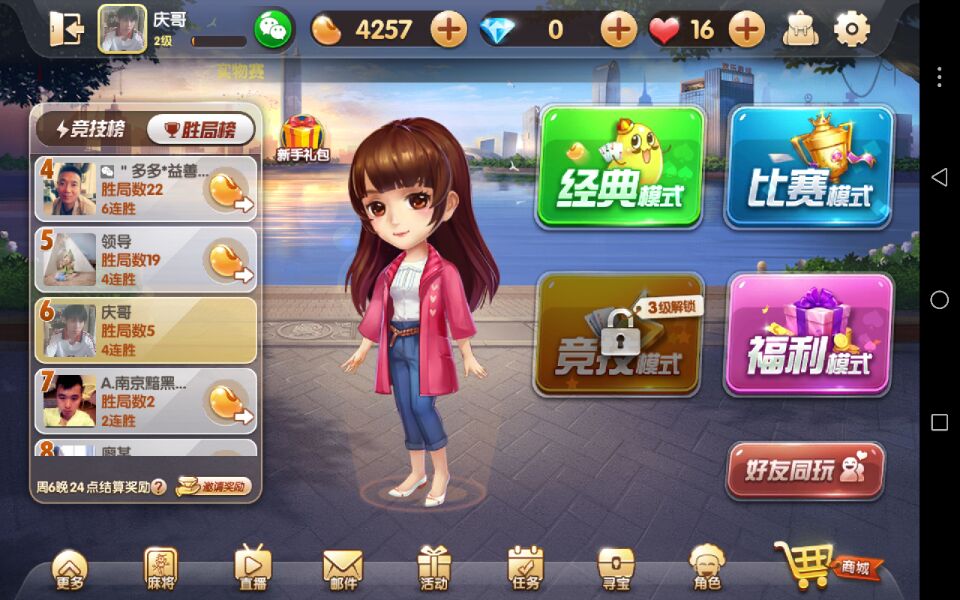 庆哥
2级
4257
0
16
实物赛
竞技榜
胜局榜
新手礼包
4
" 多多*益善...
胜局数22
6连胜
5
领导
胜局数19
4连胜
6
庆哥
胜局数5
4连胜
7
A.南京黯黑...
胜局数2
2连胜
8
廖某
周6晚24点结算奖励?
邀请奖励
经典模式
比赛模式
3级解锁
竞技模式
福利模式
好友同玩
更多
麻将
直播
邮件
活动
任务
寻宝
角色
商城